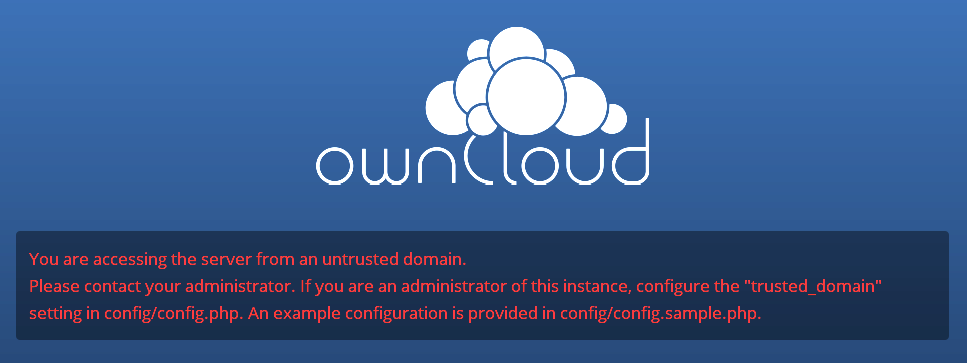 ownCloud
You are accessing the server from an untrusted domain.
Please contact your administrator. If you are an administrator of this instance, configure the "trusted_domain"
setting in config/config.php. An example configuration is provided in config/config.sample.php.